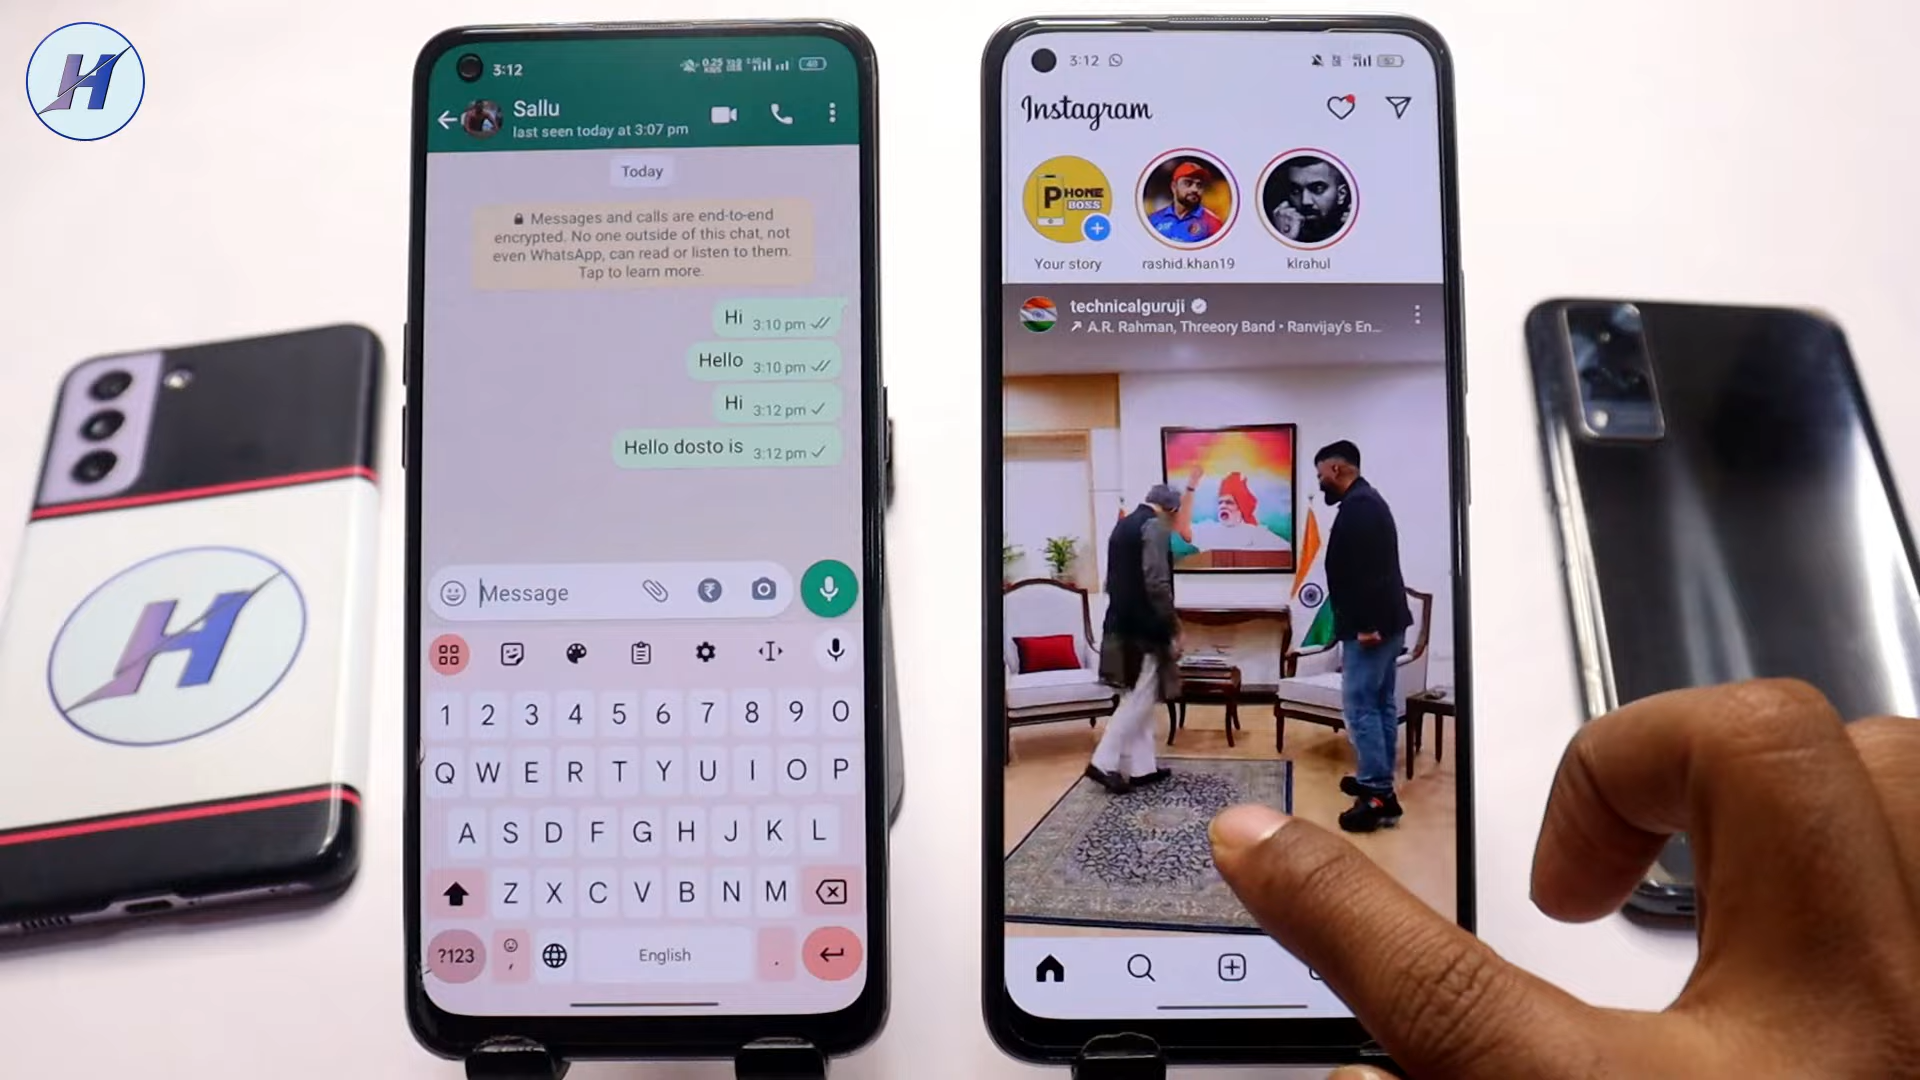 H
3:12
0.25
48
Sallu
last seen today at 3:07 pm
Today
Messages and calls are end-to-end
encrypted. No one outside of this chat, not
even WhatsApp, can read or listen to them.
Tap to learn more.
Hi 3:10 pm
Hello 3:10 pm
Hi 3:12 pm
Hello dosto is 3:12 pm
Message
₹
1 2 3 4 5 6 7 8 9 0
Q W E R T Y U I O P
A S D F G H J K L
Z X C V B N M
?123 , English .
3:12
Instagram
PHONE
BOSS
Your story
rashid.khan19
klrahul
technicalguruji
A.R. Rahman, Threeory Band • Ranvijay's En...
H